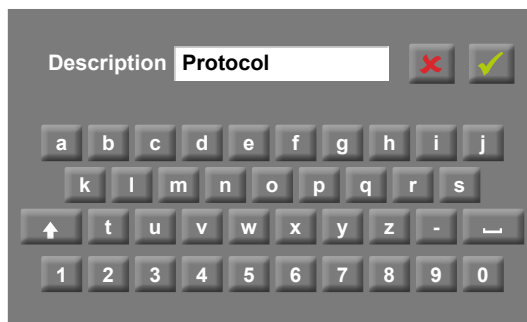 Description Protocol
a b c d e f g h i j
k l m n o p q r s
t u v w x y z -
1 2 3 4 5 6 7 8 9 0